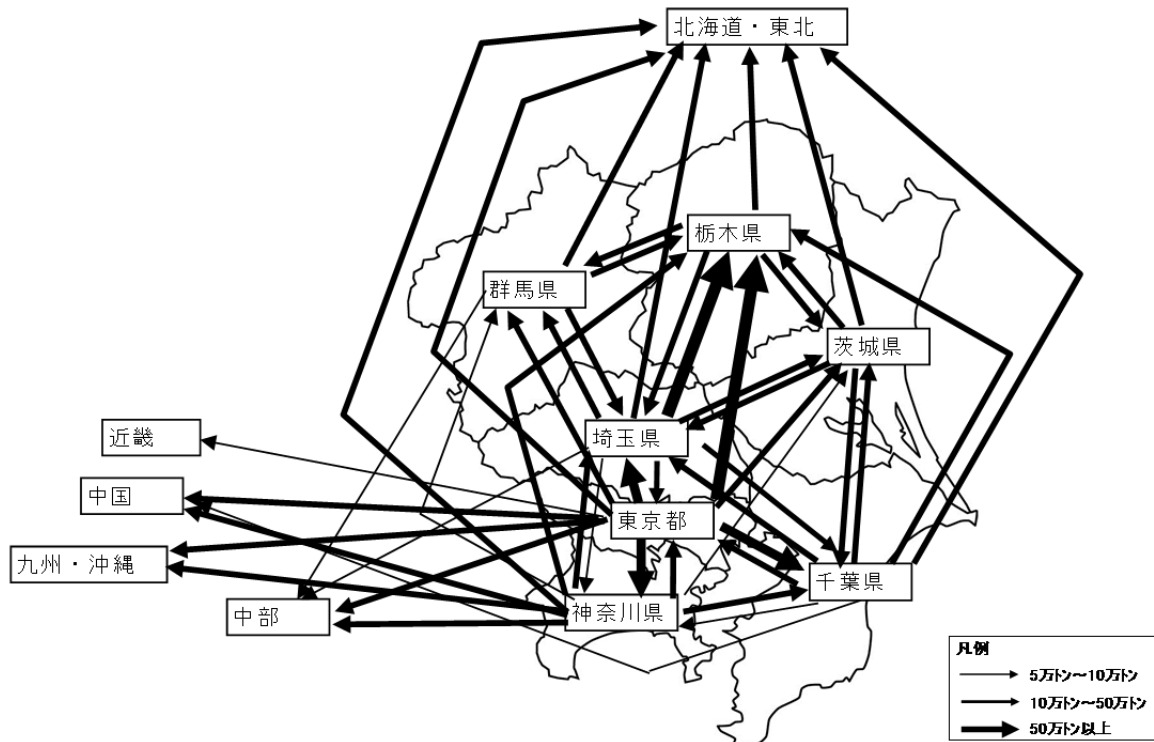 北海道・東北
栃木県
群馬県
茨城県
埼玉県
近畿
中国
東京都
九州・沖縄
千葉県
中部
神奈川県
凡例
5万トン～10万トン
10万トン～50万トン
50万トン以上